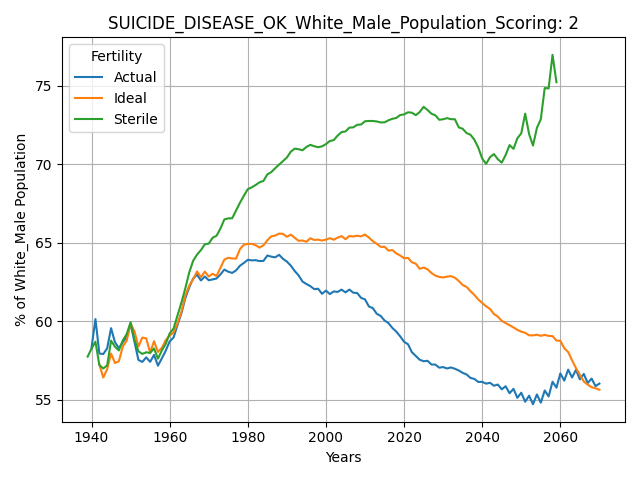 SUICIDE_DISEASE_OK_White_Male_Population_Scoring: 2
Fertility
Actual
Ideal
Sterile
% of White_Male Population
75
70
65
60
55
1940 1960 1980 2000 2020 2040 2060
Years